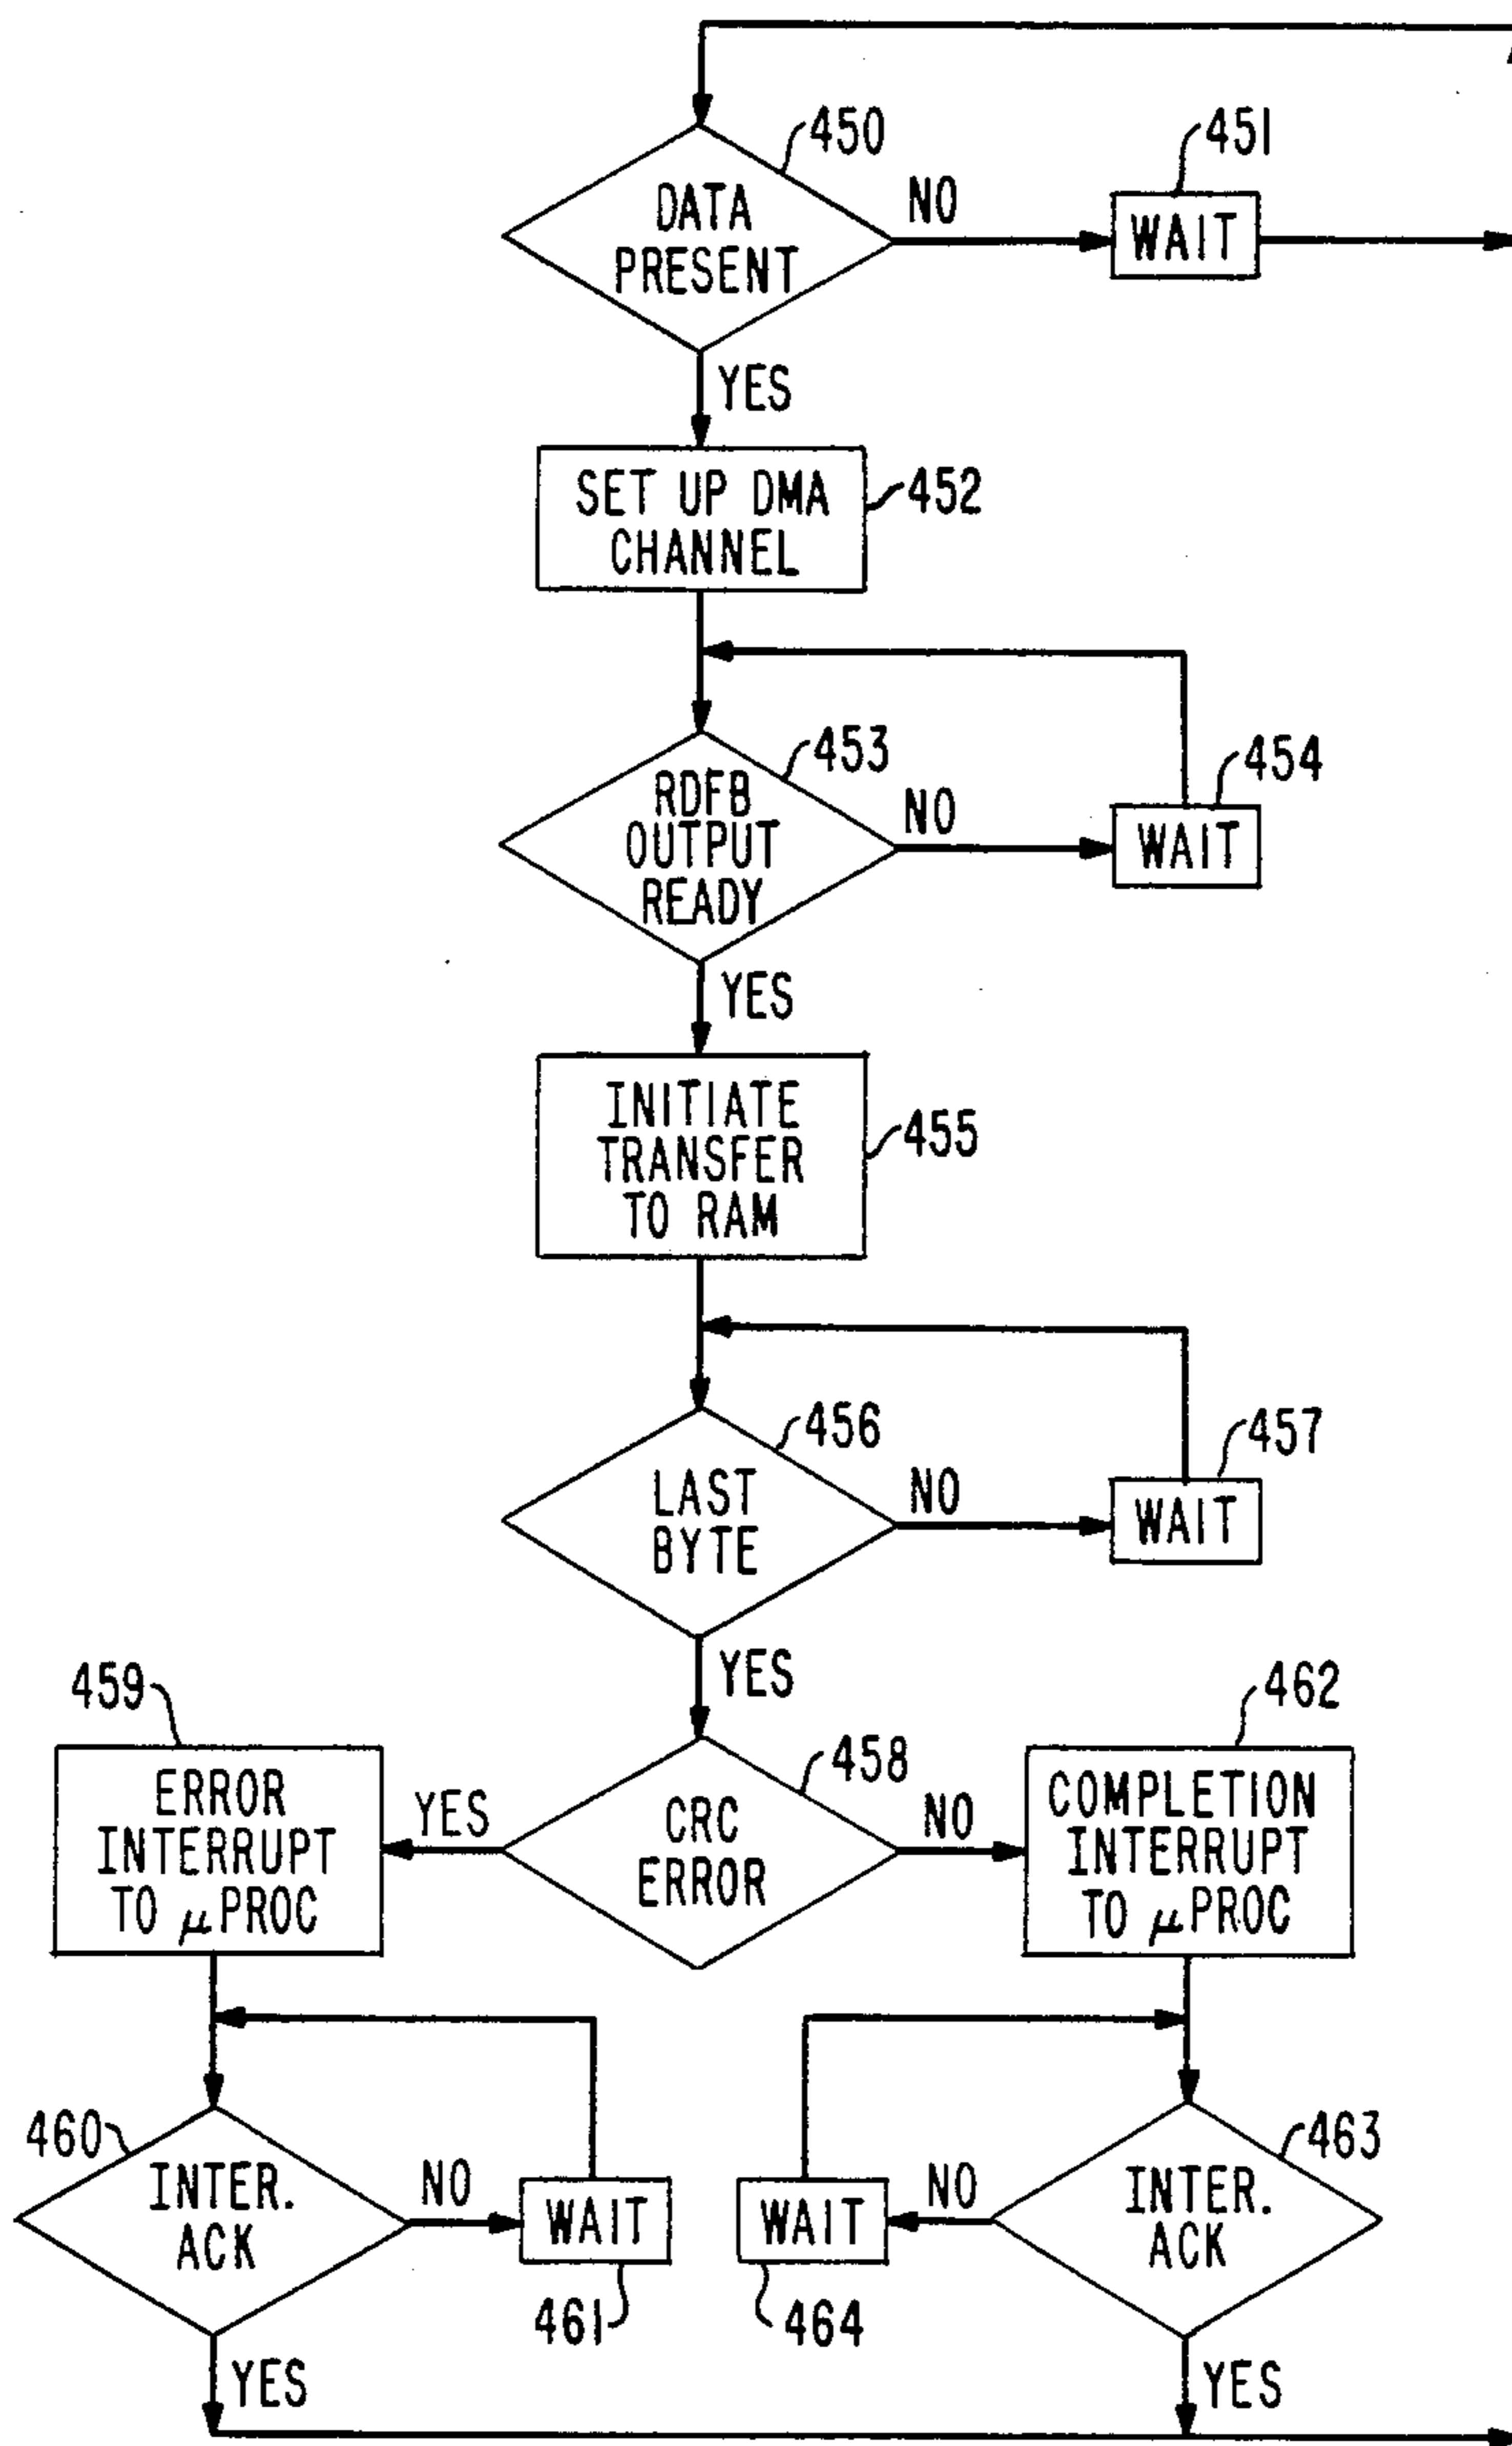 450
451
DATA
PRESENT
NO
WAIT
YES
SET UP DMA
CHANNEL
452
453
454
RDFB
OUTPUT
READY
NO
WAIT
YES
INITIATE
TRANSFER
TO RAM
455
456
457
LAST
BYTE
NO
WAIT
YES
459
458
462
ERROR
INTERRUPT
TO μPROC
YES
CRC
ERROR
NO
COMPLETION
INTERRUPT
TO μPROC
460
463
INTER.
ACK
NO
WAIT
461
WAIT
464
NO
INTER.
ACK
YES
YES